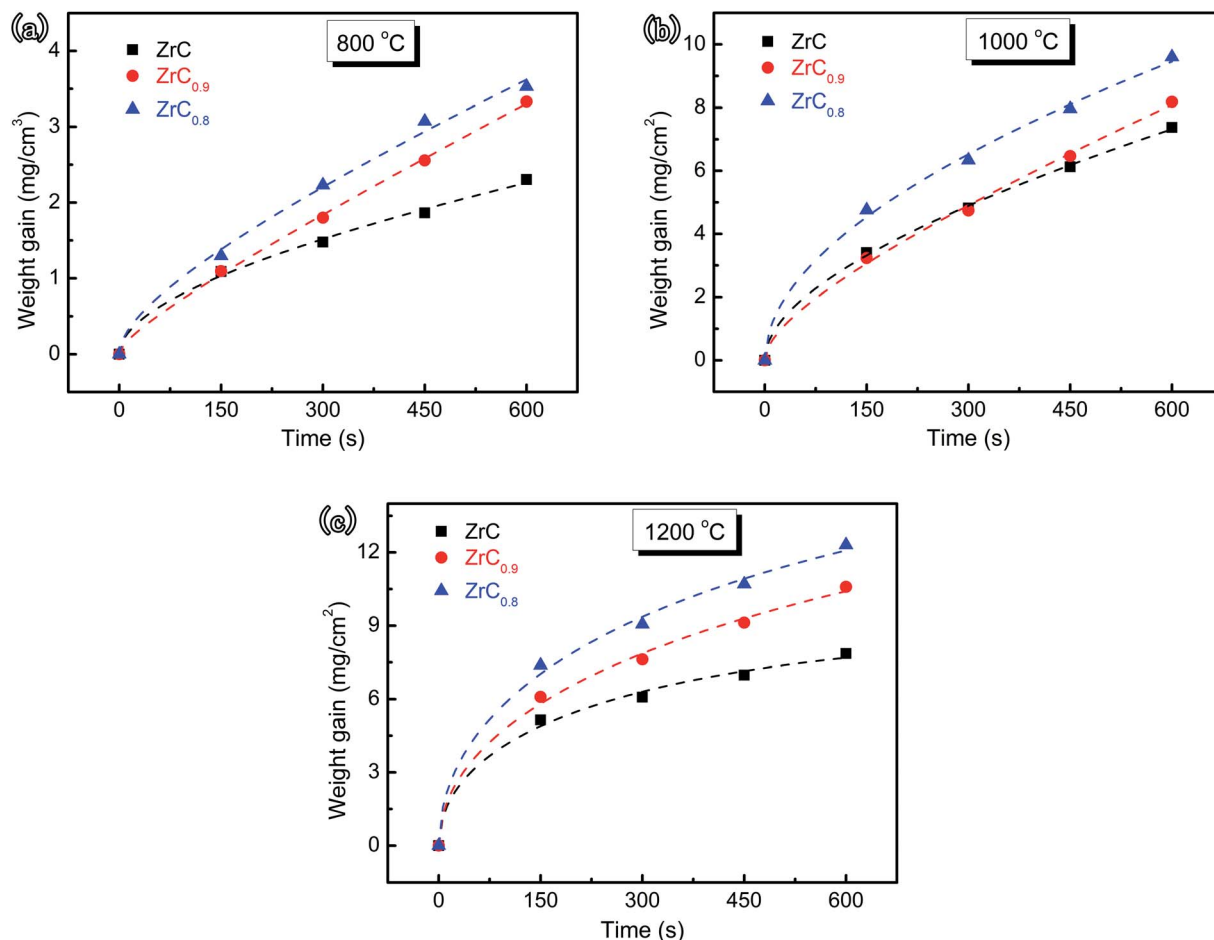 (a)
800 °C
ZrC
ZrC0.9
ZrC0.8
Weight gain (mg/cm3)
4
3
2
1
0
0 150 300 450 600
Time (s)
(b)
1000 °C
ZrC
ZrC0.9
ZrC0.8
Weight gain (mg/cm2)
10
8
6
4
2
0
0 150 300 450 600
Time (s)
(c)
1200 °C
ZrC
ZrC0.9
ZrC0.8
Weight gain (mg/cm2)
12
9
6
3
0
0 150 300 450 600
Time (s)